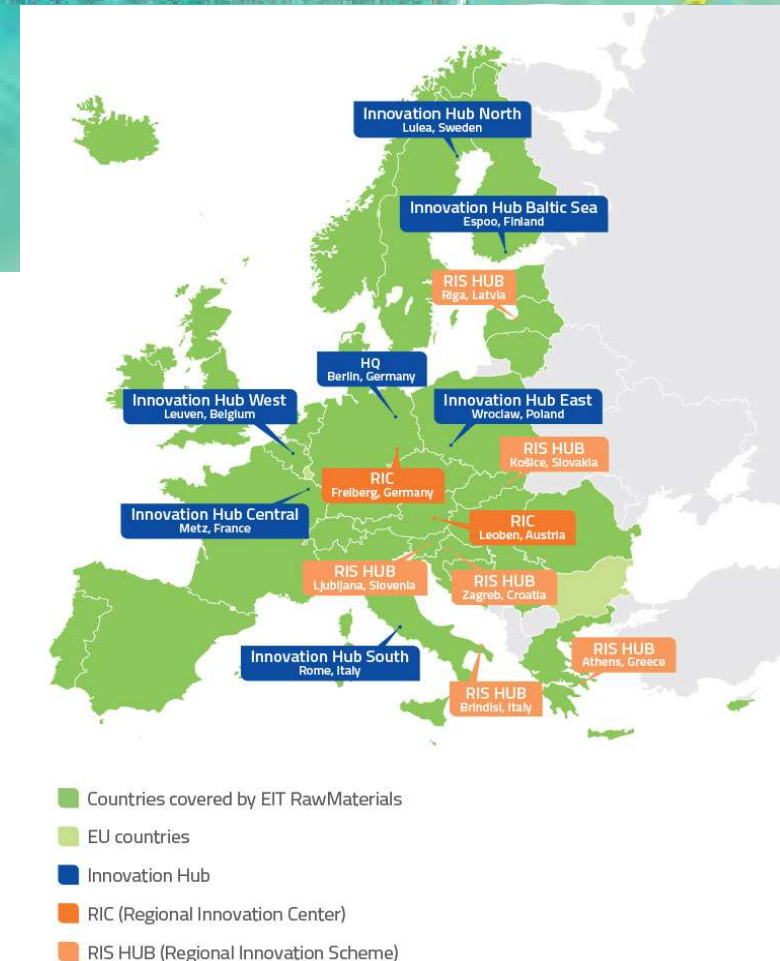 Innovation Hub North
Lulea, Sweden
Innovation Hub Baltic Sea
Espoo, Finland
RIS HUB
Riga, Latvia
HQ
Berlin, Germany
Innovation Hub West
Leuven, Belgium
Innovation Hub East
Wroclaw, Poland
RIS HUB
Košice, Slovakia
RIC
Freiberg, Germany
Innovation Hub Central
Metz, France
RIC
Leoben, Austria
RIS HUB
Ljubljana, Slovenia
RIS HUB
Zagreb, Croatia
RIS HUB
Athens, Greece
Innovation Hub South
Rome, Italy
RIS HUB
Brindisi, Italy
Countries covered by EIT RawMaterials
EU countries
Innovation Hub
RIC (Regional Innovation Center)
RIS HUB (Regional Innovation Scheme)